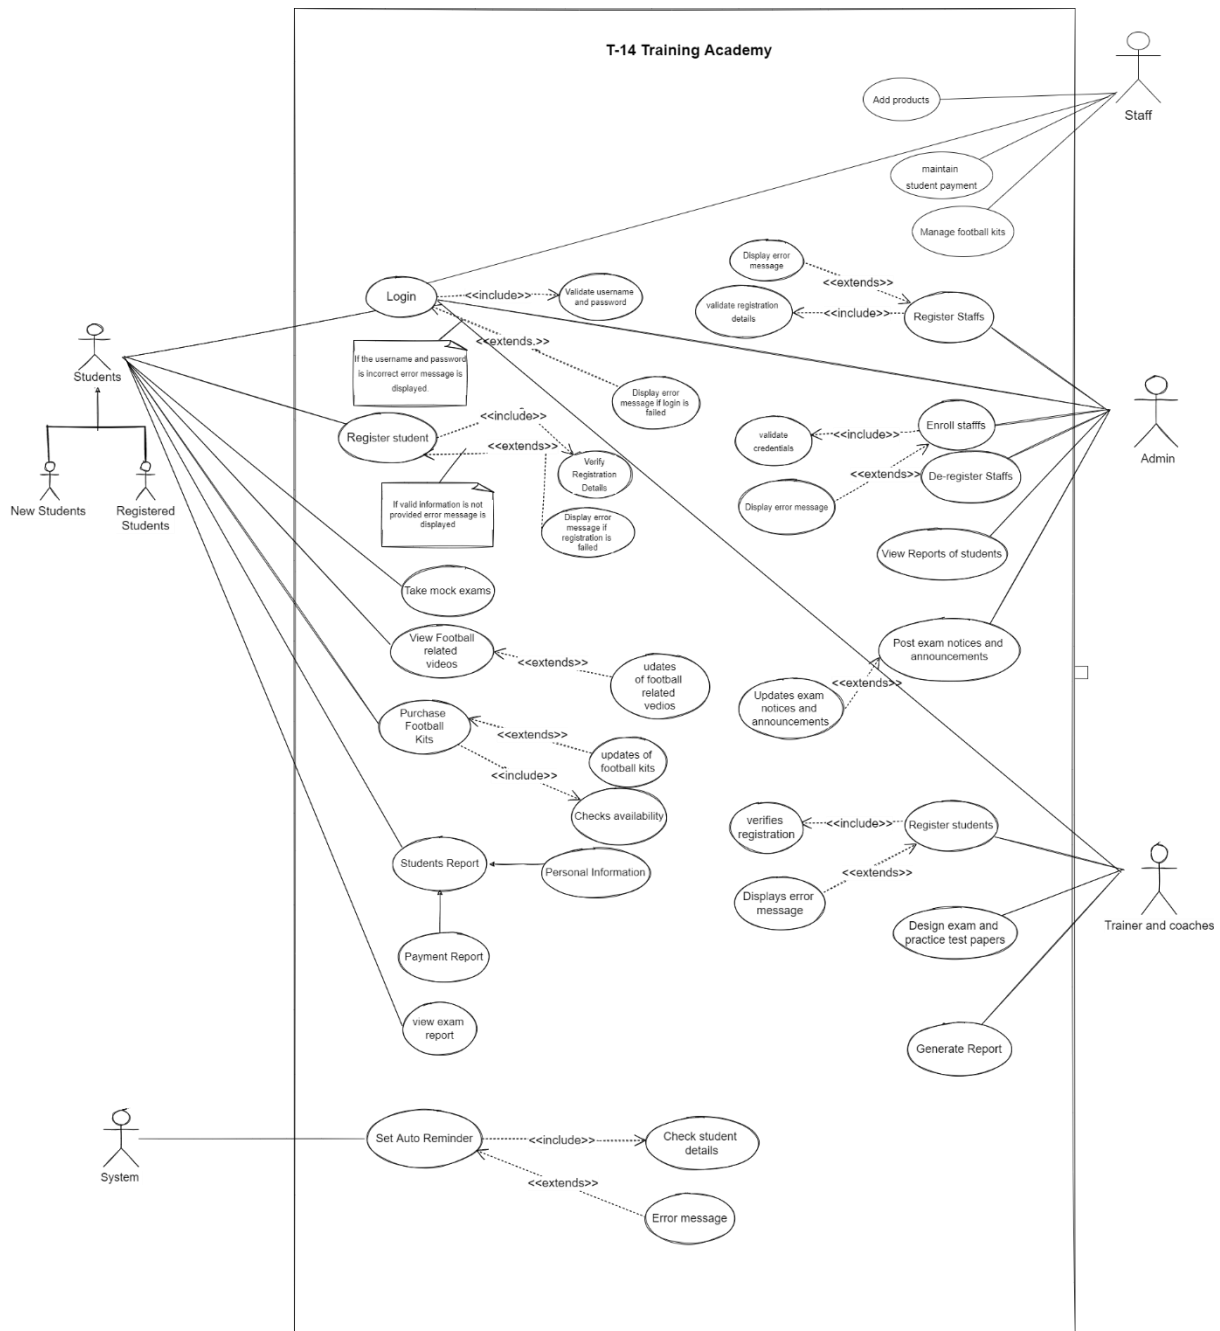 T-14 Training Academy
Staff
Add products
maintain
student payment
Manage football kits
Display error
message
<<extends>>
validate registration
details
<<include>>
Register Staffs
Login
<<include>>
Validate username
and password
<<extends.>>
If the username and password
is incorrect error message is
displayed.
Display error
message if login is
failed
Students
New Students
Registered
Students
Register student
<<include>>
<<extends>>
Verify
Registration
Details
If valid information is not
provided error message is
displayed
Display error
message if
registration is
failed
Admin
Enroll stafffs
<<include>>
validate
credentials
<<extends>>
De-register Staffs
Display error message
View Reports of students
Take mock exams
View Football
related
videos
<<extends>>
udates
of football
related
vedios
Post exam notices and
announcements
<<extends>>
Updates exam
notices and
announcements
Purchase
Football
Kits
<<extends>>
updates of
football kits
<<include>>
Checks availability
verifies
registration
<<include>>
Register students
<<extends>>
Displays error
message
Students Report
Personal Information
Trainer and coaches
Design exam and
practice test papers
Payment Report
view exam
report
Generate Report
System
Set Auto Reminder
<<include>>
Check student
details
<<extends>>
Error message